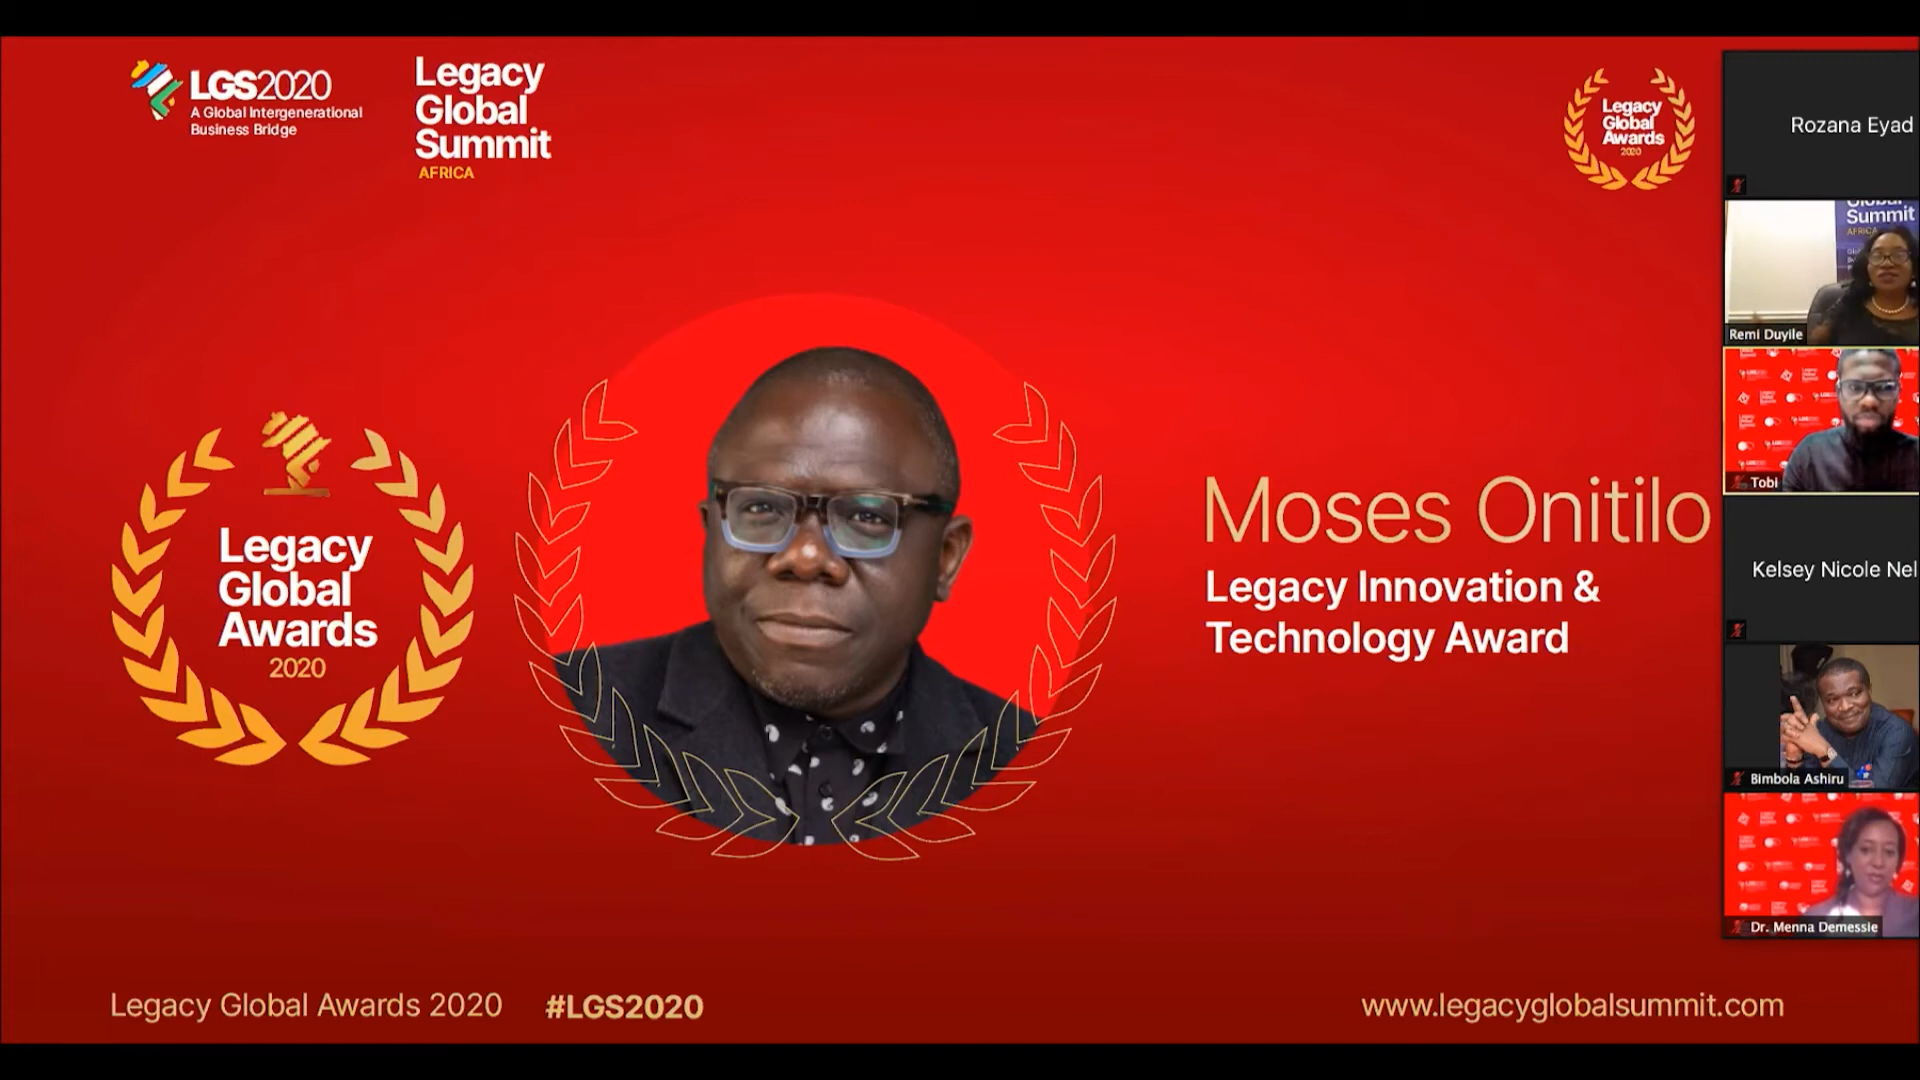 LGS2020
A Global Intergenerational
Business Bridge
Legacy
Global
Summit
AFRICA
Legacy
Global
Awards
2020
Legacy
Global
Awards
2020
Moses Onitilo
Legacy Innovation &
Technology Award
Legacy Global Awards 2020
#LGS2020
www.legacyglobalsummit.com
Rozana Eyad
Global
Summit
AFRICA
Remi Duyile
Tobi
Kelsey Nicole Nel
Bimbola Ashiru
Dr. Menna Demessie